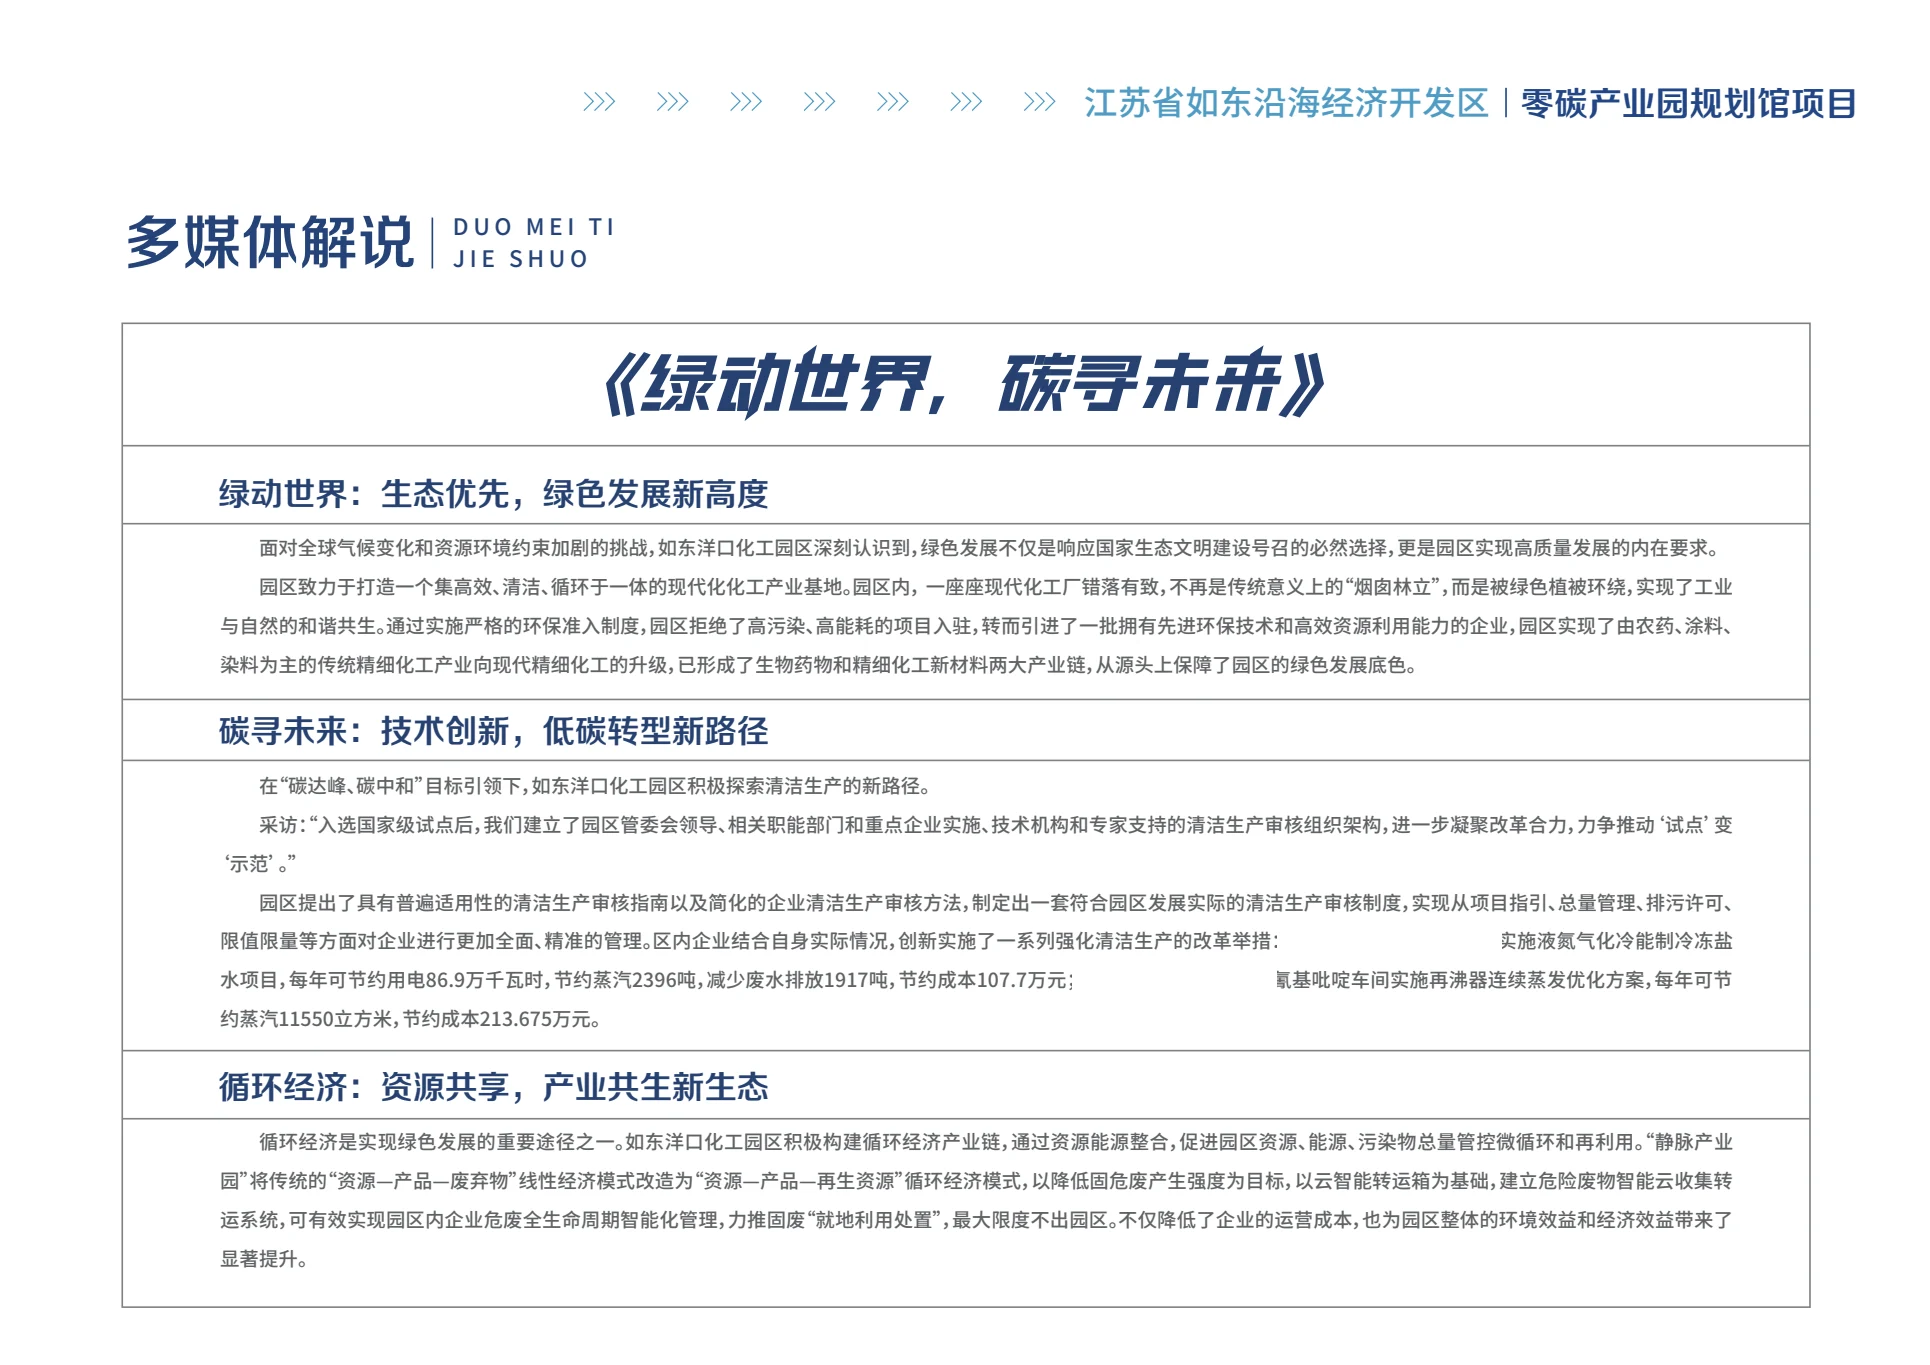 江苏省如东沿海经济开发区|零碳产业园规划馆项目
多媒体解说
DUO MEI TI
JIE SHUO
《绿动世界，碳寻未来》
绿动世界：生态优先，绿色发展新高度
面对全球气候变化和资源环境约束加剧的挑战，如东洋口化工园区深刻认识到，绿色发展不仅是响应国家生态文明建设号召的必然选择，更是园区实现高质量发展的内在要求。
园区致力于打造一个集高效、清洁、循环于一体的现代化化工产业基地。园区内，一座座现代化工厂错落有致，不再是传统意义上的“烟囱林立”，而是被绿色植被环绕，实现了工业
与自然的和谐共生。通过实施严格的环保准入制度，园区拒绝了高污染、高能耗的项目入驻，转而引进了一批拥有先进环保技术和高效资源利用能力的企业，园区实现了由农药、涂料、
染料为主的传统精细化工产业向现代精细化工的升级，已形成了生物药物和精细化工新材料两大产业链，从源头上保障了园区的绿色发展底色。
碳寻未来：技术创新，低碳转型新路径
在“碳达峰、碳中和”目标引领下，如东洋口化工园区积极探索清洁生产的新路径。
采访：“入选国家级试点后，我们建立了园区管委会领导、相关职能部门和重点企业实施、技术机构和专家支持的清洁生产审核组织架构，进一步凝聚改革合力，力争推动‘试点’变
‘示范’。”
园区提出了具有普遍适用性的清洁生产审核指南以及简化的企业清洁生产审核方法，制定出一套符合园区发展实际的清洁生产审核制度，实现从项目指引、总量管理、排污许可、
限值限量等方面对企业进行更加全面、精准的管理。区内企业结合自身实际情况，创新实施了一系列强化清洁生产的改革举措： 实施液氮气化冷能制冷冻盐
水项目，每年可节约用电86.9万千瓦时，节约蒸汽2396吨，减少废水排放1917吨，节约成本107.7万元； 氰基吡啶车间实施再沸器连续蒸发优化方案，每年可节
约蒸汽11550立方米，节约成本213.675万元。
循环经济：资源共享，产业共生新生态
循环经济是实现绿色发展的重要途径之一。如东洋口化工园区积极构建循环经济产业链，通过资源能源整合，促进园区资源、能源、污染物总量管控微循环和再利用。“静脉产业
园”将传统的“资源—产品—废弃物”线性经济模式改造为“资源—产品—再生资源”循环经济模式，以降低固危废产生强度为目标，以云智能转运箱为基础，建立危险废物智能云收集转
运系统，可有效实现园区内企业危废全生命周期智能化管理，力推固废“就地利用处置”，最大限度不出园区。不仅降低了企业的运营成本，也为园区整体的环境效益和经济效益带来了
显著提升。